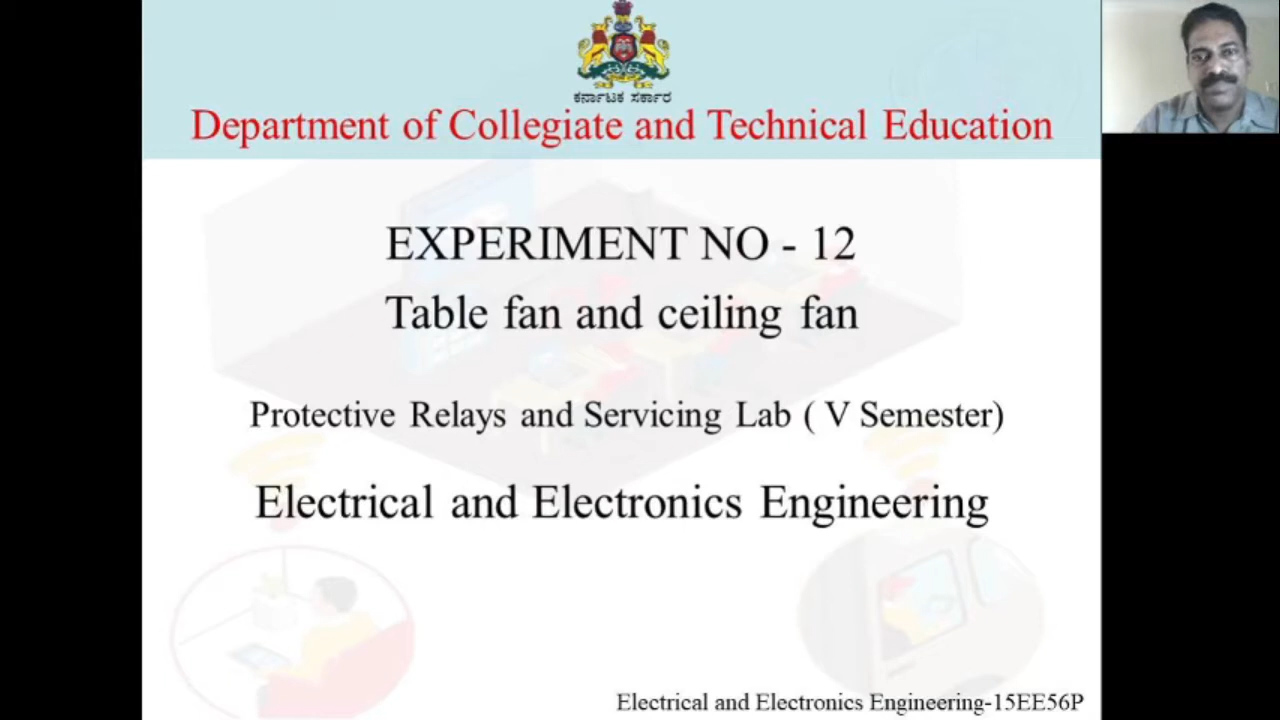 ಕರ್ನಾಟಕ ಸರ್ಕಾರ
Department of Collegiate and Technical Education
EXPERIMENT NO - 12
Table fan and ceiling fan
Protective Relays and Servicing Lab ( V Semester)
Electrical and Electronics Engineering
Electrical and Electronics Engineering-15EE56P